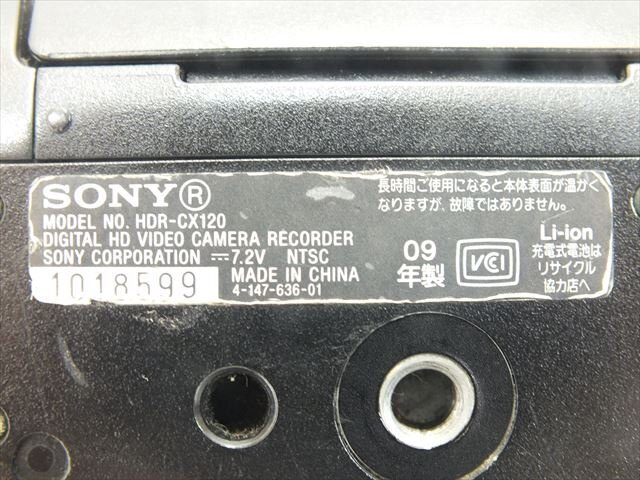 SONY®
MODEL NO. HDR-CX120
DIGITAL HD VIDEO CAMERA RECORDER
SONY CORPORATION ⎓7.2V NTSC
1018599
MADE IN CHINA
4-147-636-01
長時間ご使用になると本体表面が温かく
なりますが、故障ではありません。
09
年製
VCCI
Li-ion
充電式電池は
リサイクル
協力店へ